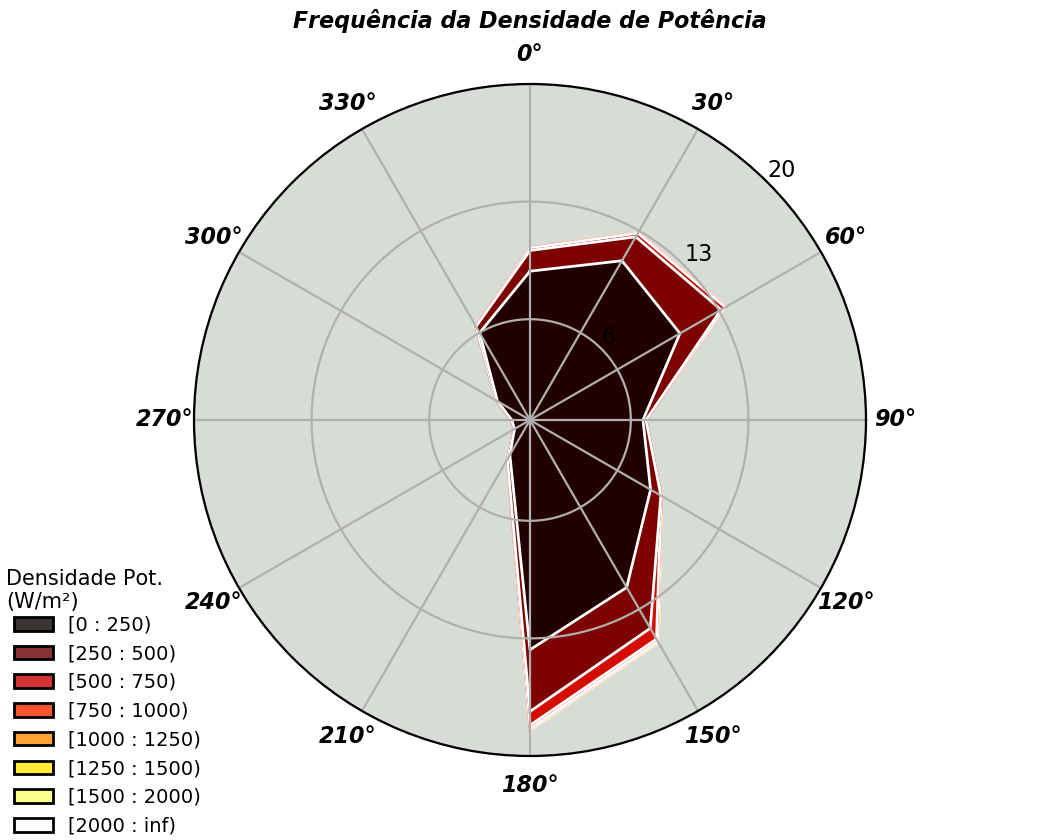 Frequência da Densidade de Potência
0°
330°
30°
20
300°
60°
13
6
270°
90°
240°
120°
210°
150°
180°
Densidade Pot.
(W/m²)
[0 : 250)
[250 : 500)
[500 : 750)
[750 : 1000)
[1000 : 1250)
[1250 : 1500)
[1500 : 2000)
[2000 : inf)